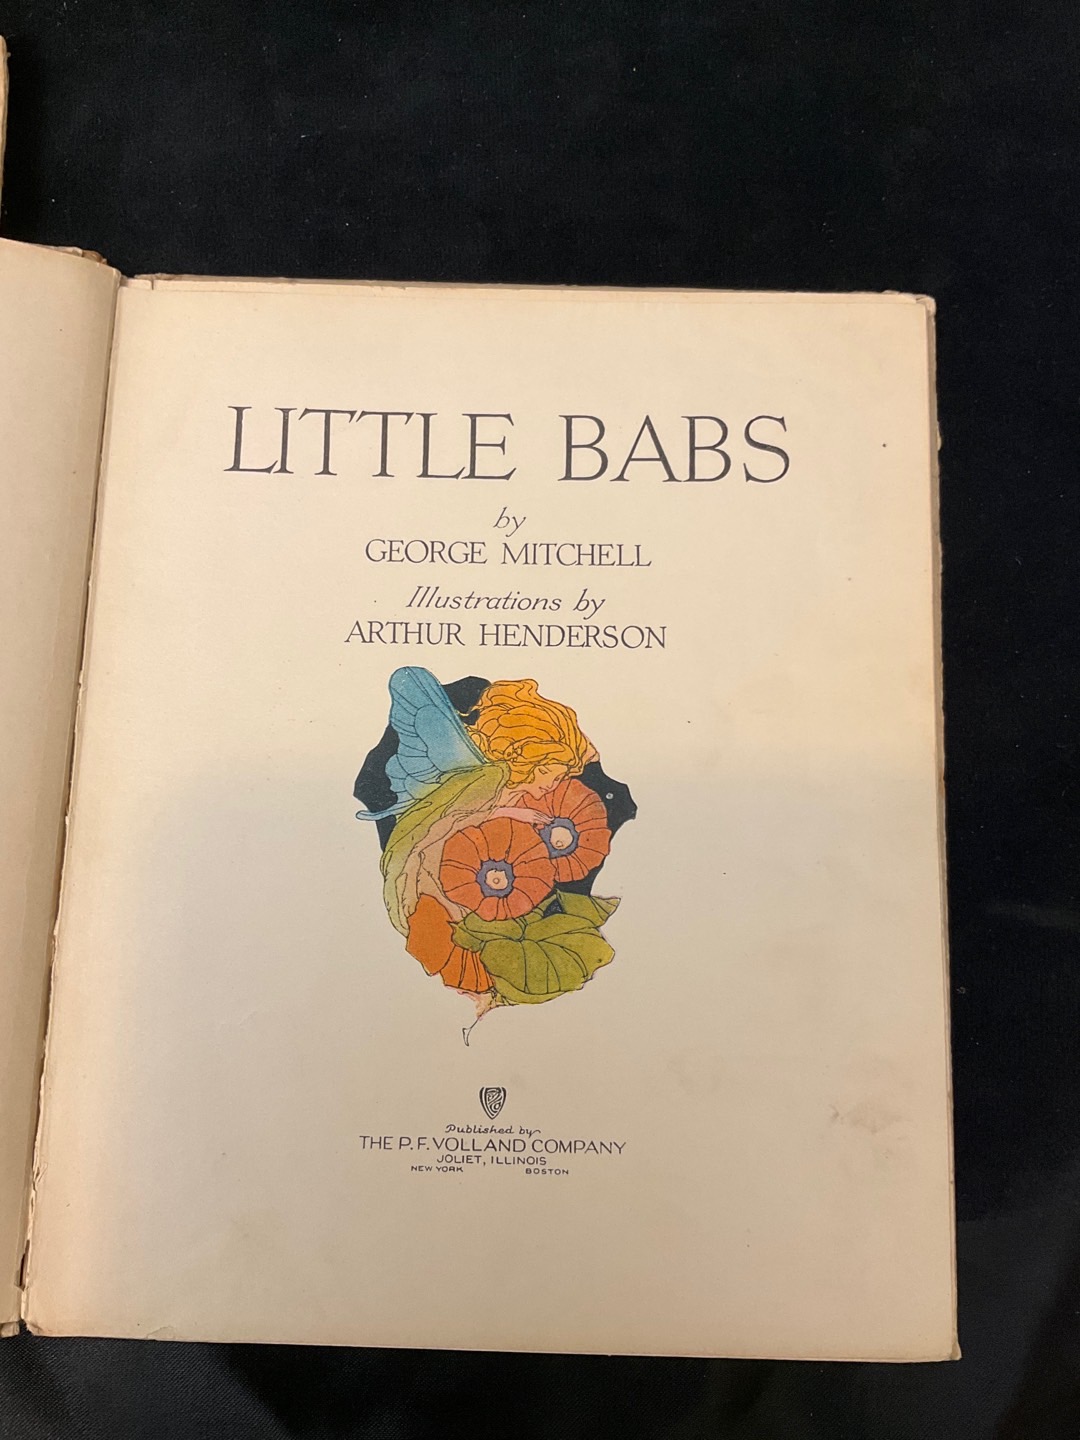 LITTLE BABS
by
GEORGE MITCHELL
Illustrations by
ARTHUR HENDERSON
Published by
THE P. F. VOLLAND COMPANY
JOLIET, ILLINOIS
NEW YORK BOSTON